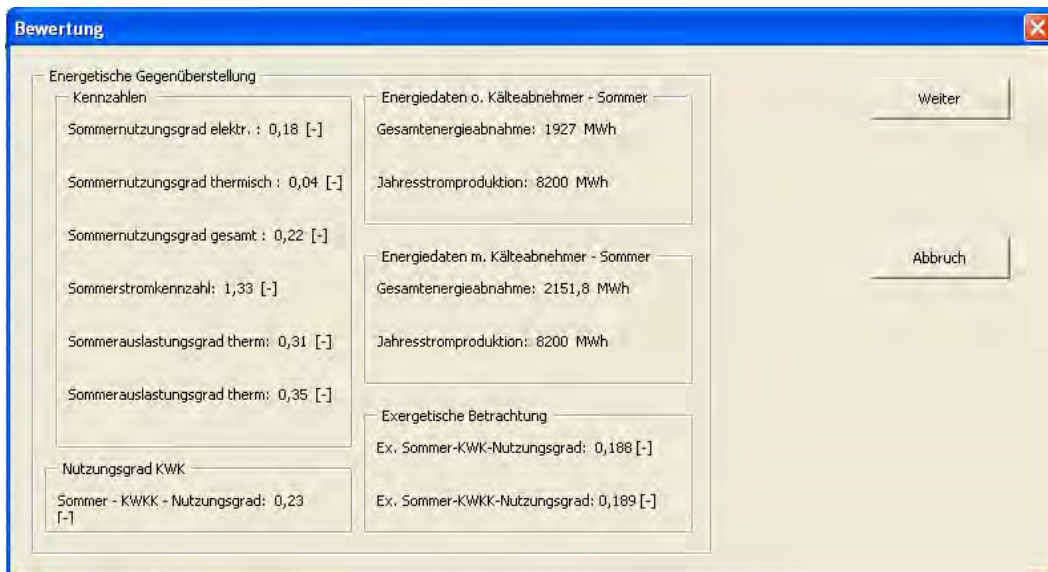 Bewertung
Energetische Gegenüberstellung
Kennzahlen
Sommernutzungsgrad elektr. : 0,18 [-]
Sommernutzungsgrad thermisch : 0,04 [-]
Sommernutzungsgrad gesamt : 0,22 [-]
Sommerstromkennzahl: 1,33 [-]
Sommerauslastungsgrad therm: 0,31 [-]
Sommerauslastungsgrad therm: 0,35 [-]
Nutzungsgrad KWK
Sommer - KWKK - Nutzungsgrad: 0,23
[-]
Energiedaten o. Kälteabnehmer - Sommer
Gesamtenergieabnahme: 1927 MWh
Jahresstromproduktion: 8200 MWh
Energiedaten m. Kälteabnehmer - Sommer
Gesamtenergieabnahme: 2151,8 MWh
Jahresstromproduktion: 8200 MWh
Exergetische Betrachtung
Ex. Sommer-KWK-Nutzungsgrad: 0,188 [-]
Ex. Sommer-KWKK-Nutzungsgrad: 0,189 [-]
Weiter
Abbruch